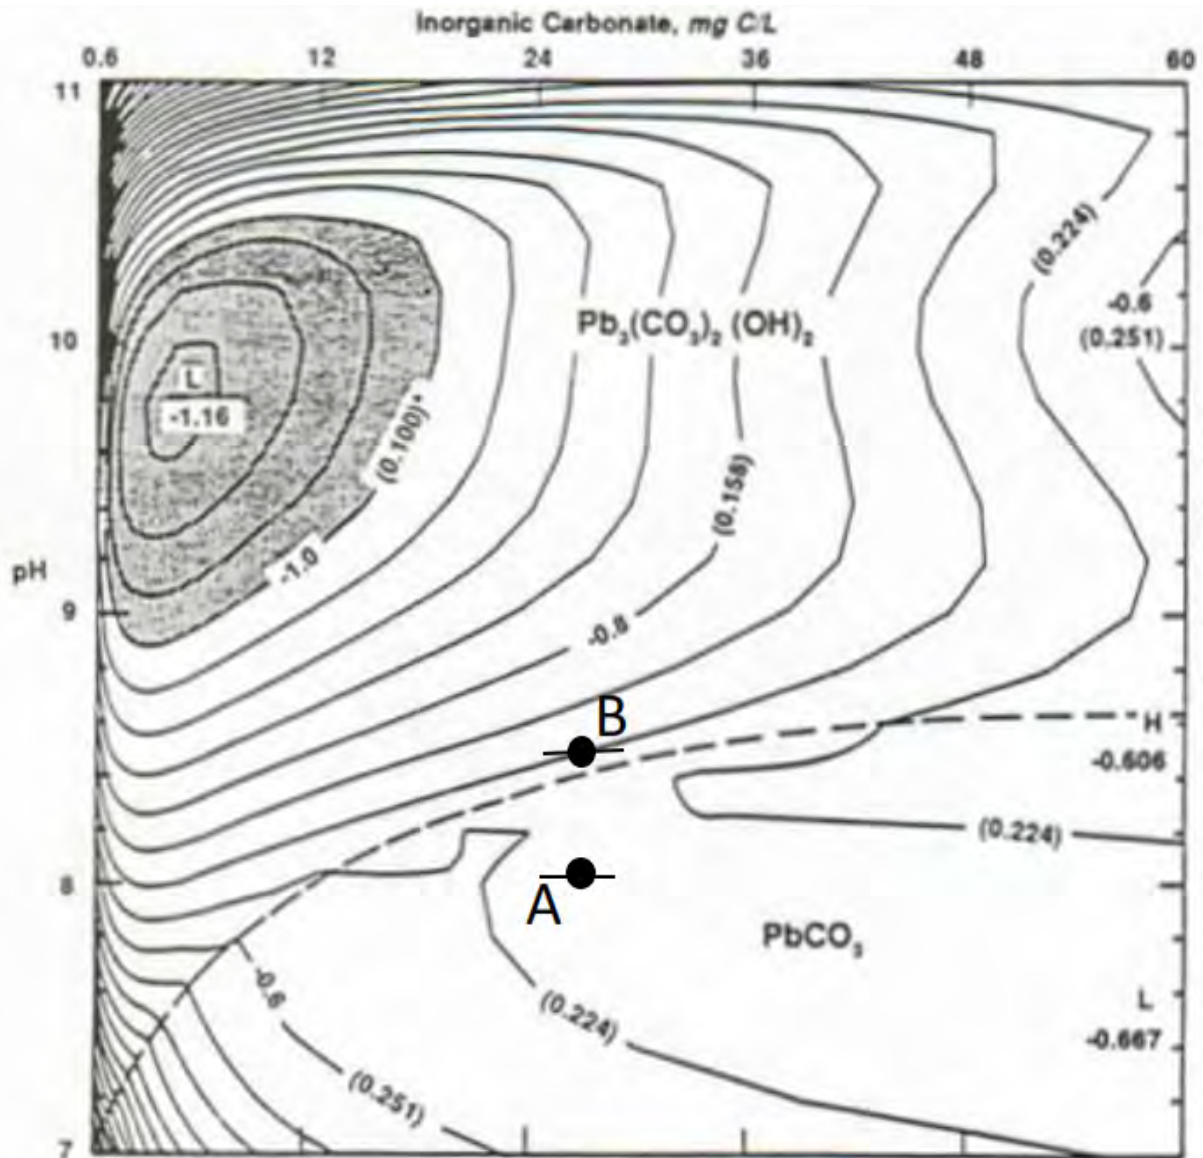 Inorganic Carbonate, mg C/L
0.6 12 24 36 48 60
11
(0.224)
-0.6
(0.251)
Pb₃(CO₃)₂ (OH)₂
10
L
-1.16
(0.100)*
(0.158)
-1.0
pH
9
-0.8
B
H
-0.606
(0.224)
8
A
PbCO₃
-0.6
(0.224)
L
-0.667
(0.251)
7